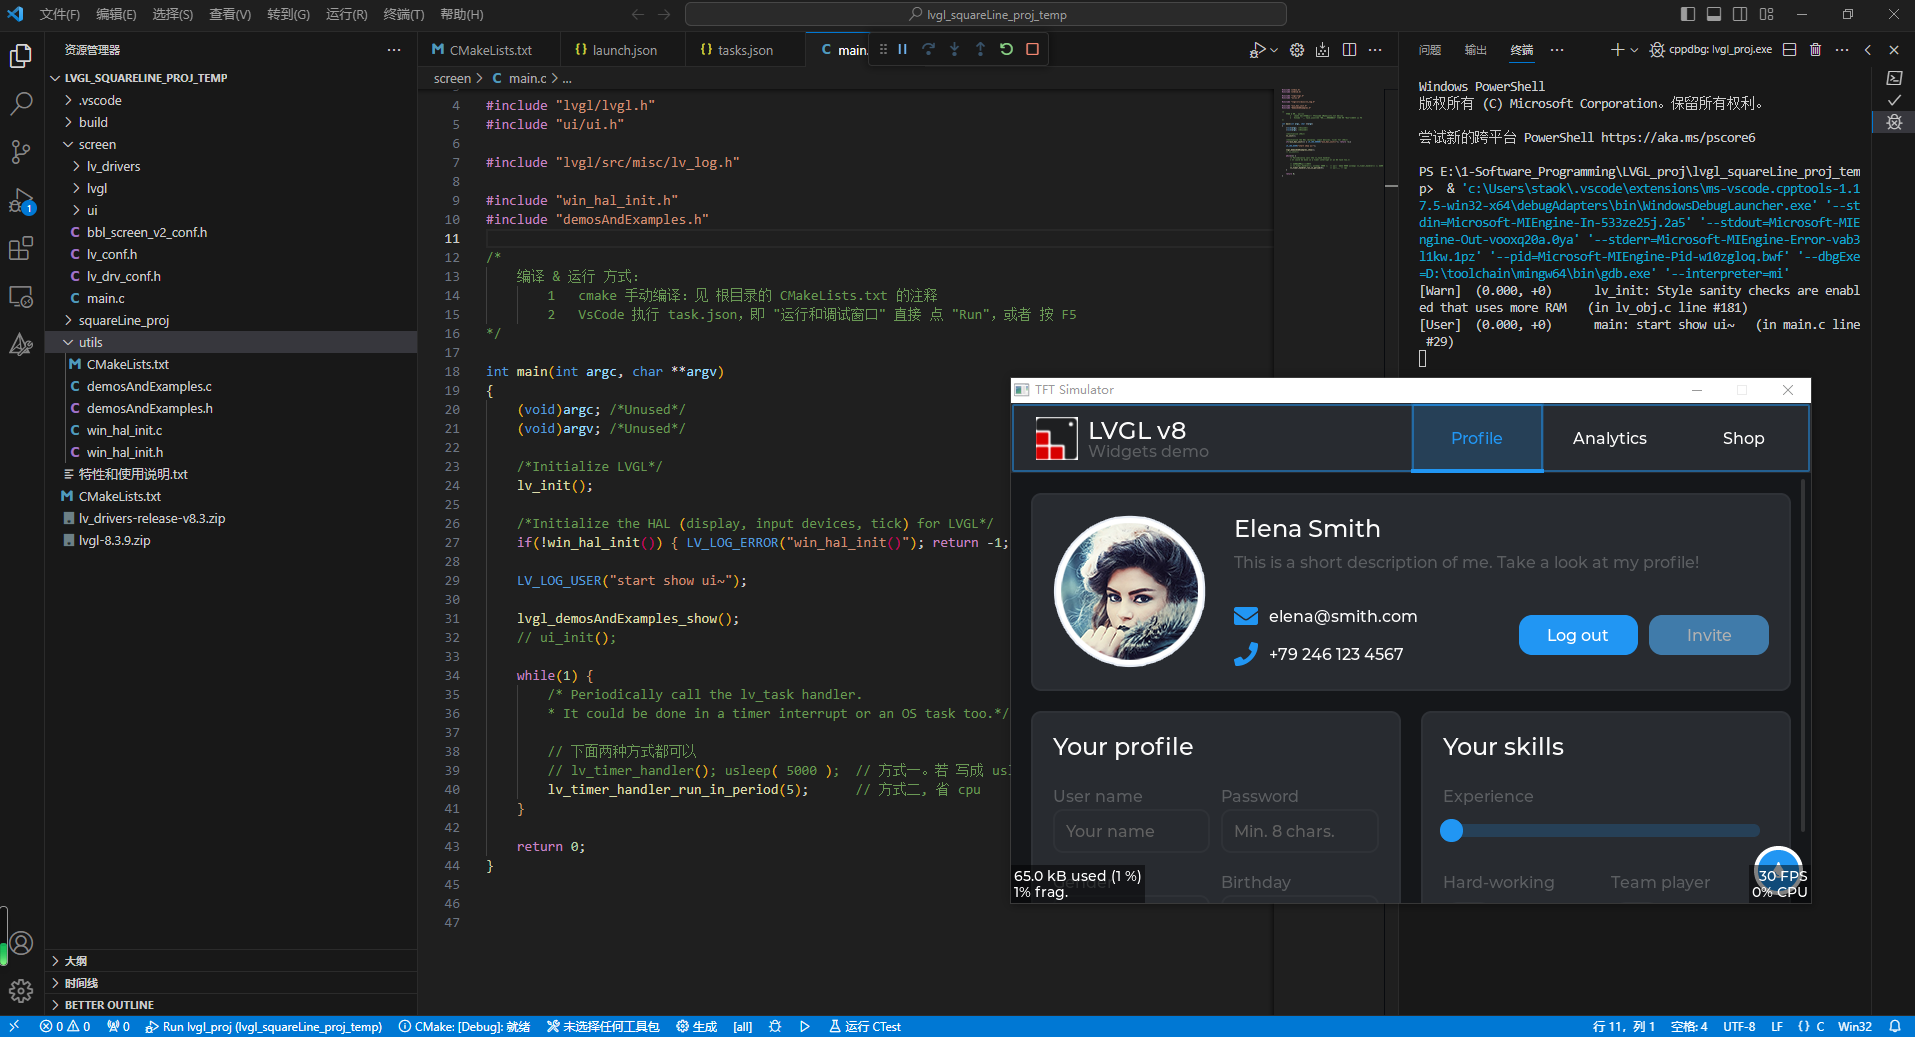 文件(F) 编辑(E) 选择(S) 查看(V) 转到(G) 运行(R) 终端(T) 帮助(H)
lvgl_squareLine_proj_temp
资源管理器
LVGL_SQUARELINE_PROJ_TEMP
.vscode
build
screen
lv_drivers
lvgl
ui
bbl_screen_v2_conf.h
lv_conf.h
lv_drv_conf.h
main.c
squareLine_proj
utils
CMakeLists.txt
demosAndExamples.c
demosAndExamples.h
win_hal_init.c
win_hal_init.h
特性和使用说明.txt
CMakeLists.txt
lv_drivers-release-v8.3.zip
lvgl-8.3.9.zip
大纲
时间线
BETTER OUTLINE
1
CMakeLists.txt launch.json tasks.json main.
screen > main.c > ...
4 #include "lvgl/lvgl.h"
5 #include "ui/ui.h"
6
7 #include "lvgl/src/misc/lv_log.h"
8
9 #include "win_hal_init.h"
10 #include "demosAndExamples.h"
11
12 /*
13 编译 & 运行 方式:
14 1 cmake 手动编译: 见 根目录的 CMakeLists.txt 的注释
15 2 VsCode 执行 task.json, 即 "运行和调试窗口" 直接 点 "Run", 或者 按 F5
16 */
17
18 int main(int argc, char **argv)
19 {
20 (void)argc; /*Unused*/
21 (void)argv; /*Unused*/
22
23 /*Initialize LVGL*/
24 lv_init();
25
26 /*Initialize the HAL (display, input devices, tick) for LVGL*/
27 if(!win_hal_init()) { LV_LOG_ERROR("win_hal_init()"); return -1;
28
29 LV_LOG_USER("start show ui~");
30
31 lvgl_demosAndExamples_show();
32 // ui_init();
33
34 while(1) {
35 /* Periodically call the lv_task handler.
36 * It could be done in a timer interrupt or an OS task too.*/
37
38 // 下面两种方式都可以
39 // lv_timer_handler(); usleep( 5000 ); // 方式一。若 写成 usl
40 lv_timer_handler_run_in_period(5); // 方式二, 省 cpu
41 }
42
43 return 0;
44 }
45
46
47
问题 输出 终端
cppdbg: lvgl_proj.exe
Windows PowerShell
版权所有 (C) Microsoft Corporation。保留所有权利。
尝试新的跨平台 PowerShell https://aka.ms/pscore6
PS E:\1-Software_Programming\LVGL_proj\lvgl_squareLine_proj_tem
p> & 'c:\Users\staok\.vscode\extensions\ms-vscode.cpptools-1.1
7.5-win32-x64\debugAdapters\bin\WindowsDebugLauncher.exe' '--st
din=Microsoft-MIEngine-In-533ze25j.2a5' '--stdout=Microsoft-MIE
ngine-Out-vooxq20a.0ya' '--stderr=Microsoft-MIEngine-Error-vab3
l1kw.1pz' '--pid=Microsoft-MIEngine-Pid-w10zgloq.bwf' '--dbgExe
=D:\toolchain\mingw64\bin\gdb.exe' '--interpreter=mi'
[Warn] (0.000, +0) lv_init: Style sanity checks are enabl
ed that uses more RAM (in lv_obj.c line #181)
[User] (0.000, +0) main: start show ui~ (in main.c line
#29)
TFT Simulator
LVGL v8
Widgets demo
Profile Analytics Shop
Elena Smith
This is a short description of me. Take a look at my profile!
elena@smith.com
+79 246 123 4567
Log out Invite
Your profile
User name Password
Your name Min. 8 chars.
Gender Birthday
Your skills
Experience
Hard-working Team player
65.0 kB used (1 %)
1% frag.
30 FPS
0% CPU
0 0 0 Run lvgl_proj (lvgl_squareLine_proj_temp) CMake: [Debug]: 就绪 未选择任何工具包 生成 [all] 运行 CTest
行 11, 列 1 空格: 4 UTF-8 LF {} C Win32